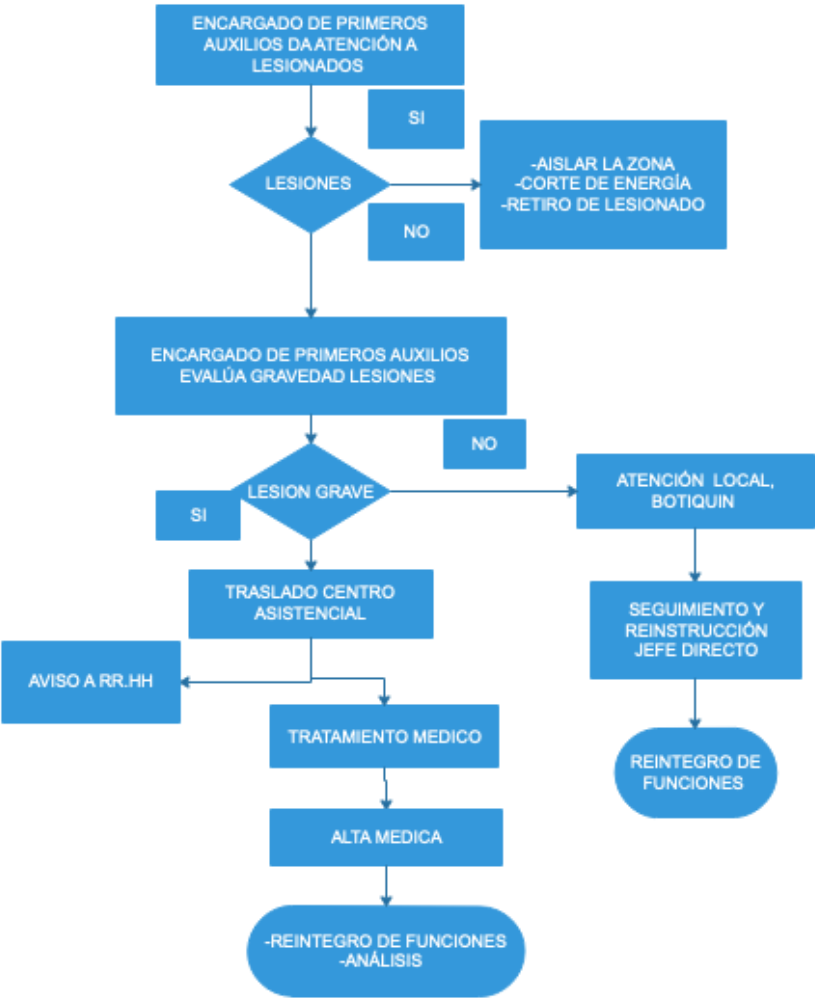 ENCARGADO DE PRIMEROS
AUXILIOS DA ATENCIÓN A
LESIONADOS
SI
LESIONES
-AISLAR LA ZONA
-CORTE DE ENERGÍA
-RETIRO DE LESIONADO
NO
ENCARGADO DE PRIMEROS AUXILIOS
EVALÚA GRAVEDAD LESIONES
NO
LESION GRAVE
SI
ATENCIÓN LOCAL,
BOTIQUIN
TRASLADO CENTRO
ASISTENCIAL
SEGUIMIENTO Y
REINSTRUCCIÓN
JEFE DIRECTO
AVISO A RR.HH
TRATAMIENTO MEDICO
REINTEGRO DE
FUNCIONES
ALTA MEDICA
-REINTEGRO DE FUNCIONES
-ANÁLISIS